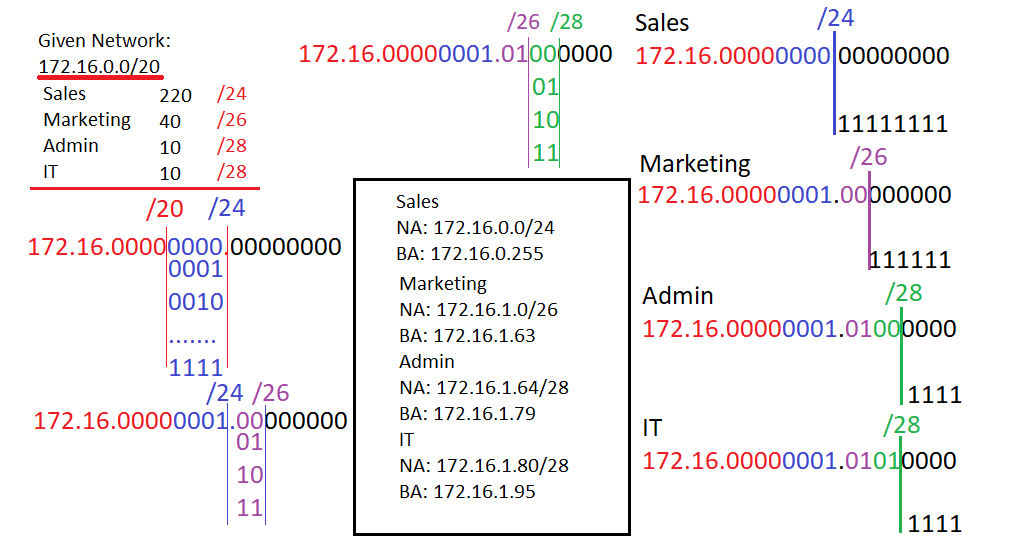 Given Network:
172.16.0.0/20
Sales 220 /24
Marketing 40 /26
Admin 10 /28
IT 10 /28
/20 /24
172.16.00000000.00000000
0001
0010
.......
1111
/24 /26
172.16.00000001.00000000
01
10
11
/26 /28
172.16.00000001.01000000
01
10
11
Sales
NA: 172.16.0.0/24
BA: 172.16.0.255
Marketing
NA: 172.16.1.0/26
BA: 172.16.1.63
Admin
NA: 172.16.1.64/28
BA: 172.16.1.79
IT
NA: 172.16.1.80/28
BA: 172.16.1.95
Sales
/24
172.16.00000000.00000000
11111111
Marketing
/26
172.16.00000001.00000000
111111
Admin
/28
172.16.00000001.01000000
1111
IT
/28
172.16.00000001.01010000
1111